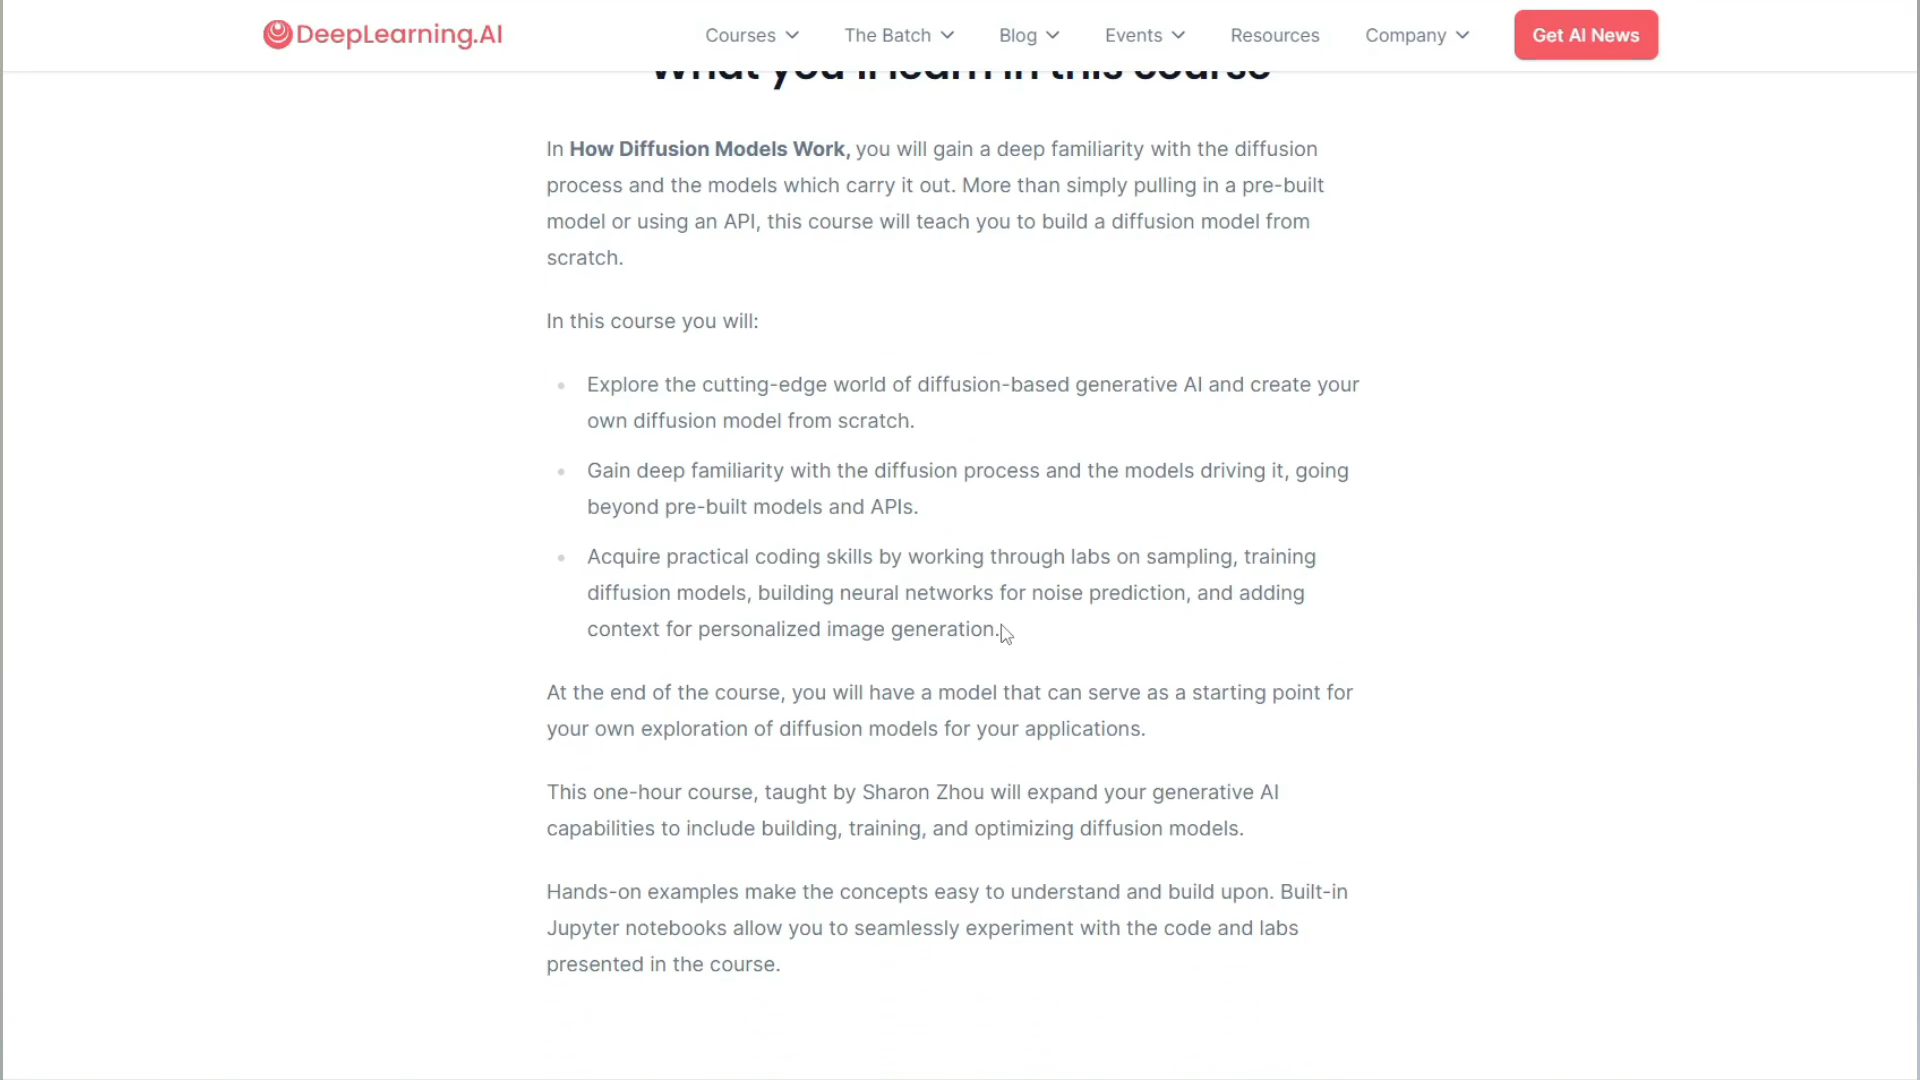 DeepLearning.AI
Courses
The Batch
Blog
Events
Resources
Company
Get AI News
What you'll learn in this course
In How Diffusion Models Work, you will gain a deep familiarity with the diffusion
process and the models which carry it out. More than simply pulling in a pre-built
model or using an API, this course will teach you to build a diffusion model from
scratch.
In this course you will:
Explore the cutting-edge world of diffusion-based generative AI and create your
own diffusion model from scratch.
Gain deep familiarity with the diffusion process and the models driving it, going
beyond pre-built models and APIs.
Acquire practical coding skills by working through labs on sampling, training
diffusion models, building neural networks for noise prediction, and adding
context for personalized image generation.
At the end of the course, you will have a model that can serve as a starting point for
your own exploration of diffusion models for your applications.
This one-hour course, taught by Sharon Zhou will expand your generative AI
capabilities to include building, training, and optimizing diffusion models.
Hands-on examples make the concepts easy to understand and build upon. Built-in
Jupyter notebooks allow you to seamlessly experiment with the code and labs
presented in the course.